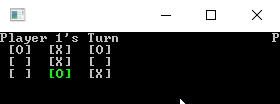 Player 1's Turn P
[O] [X] [O]
[ ] [X] [ ]
[ ] [O] [X]